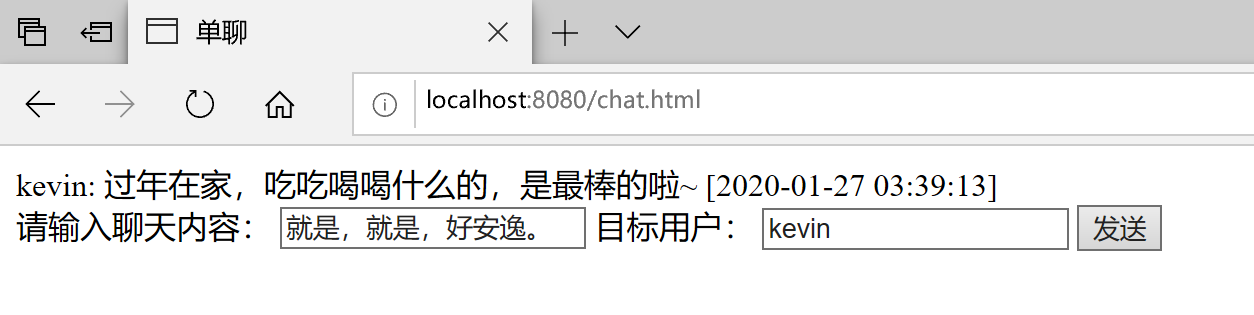 单聊
localhost:8080/chat.html
kevin: 过年在家，吃吃喝喝什么的，是最棒的啦~ [2020-01-27 03:39:13]
请输入聊天内容： 就是，就是，好安逸。 目标用户： kevin 发送